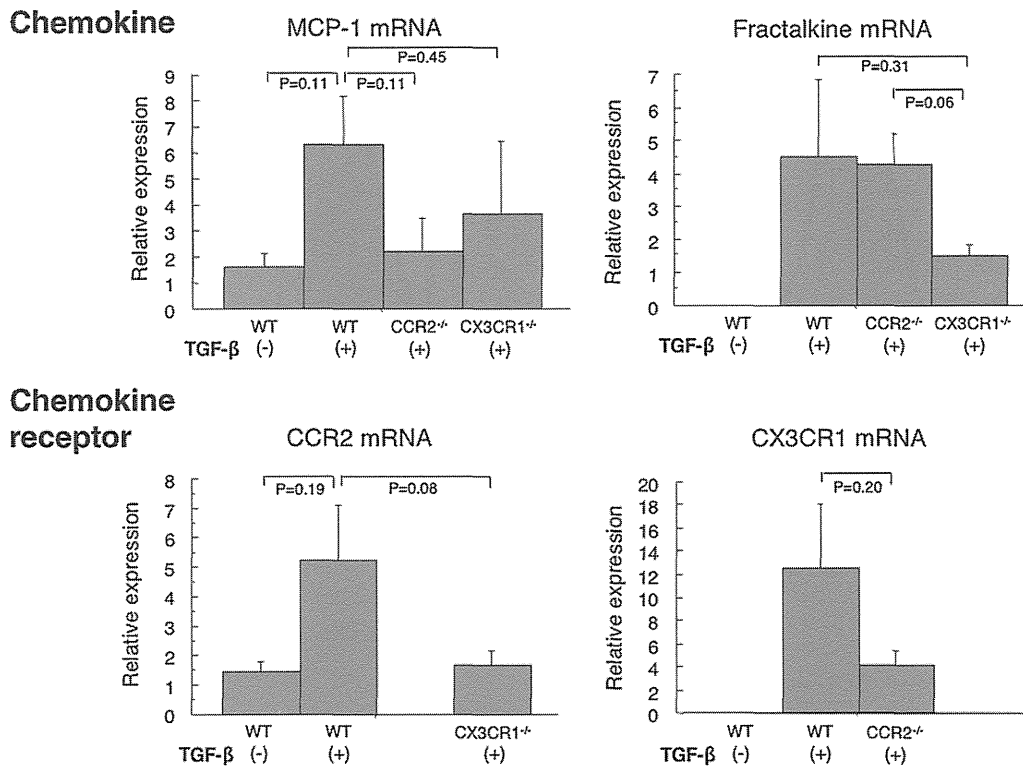 Chemokine
MCP-1 mRNA
P=0.45
P=0.11
P=0.11
Relative expression
9
8
7
6
5
4
3
2
1
0
WT
WT
CCR2-/-
CX3CR1-/-
TGF-β
(-)
(+)
(+)
(+)
Fractalkine mRNA
P=0.31
P=0.06
Relative expression
7
6
5
4
3
2
1
0
WT
WT
CCR2-/-
CX3CR1-/-
TGF-β
(-)
(+)
(+)
(+)
Chemokine
receptor
CCR2 mRNA
P=0.19
P=0.08
Relative expression
8
7
6
5
4
3
2
1
0
WT
WT
CX3CR1-/-
TGF-β
(-)
(+)
(+)
CX3CR1 mRNA
P=0.20
Relative expression
20
18
16
14
12
10
8
6
4
2
0
WT
WT
CCR2-/-
TGF-β
(-)
(+)
(+)